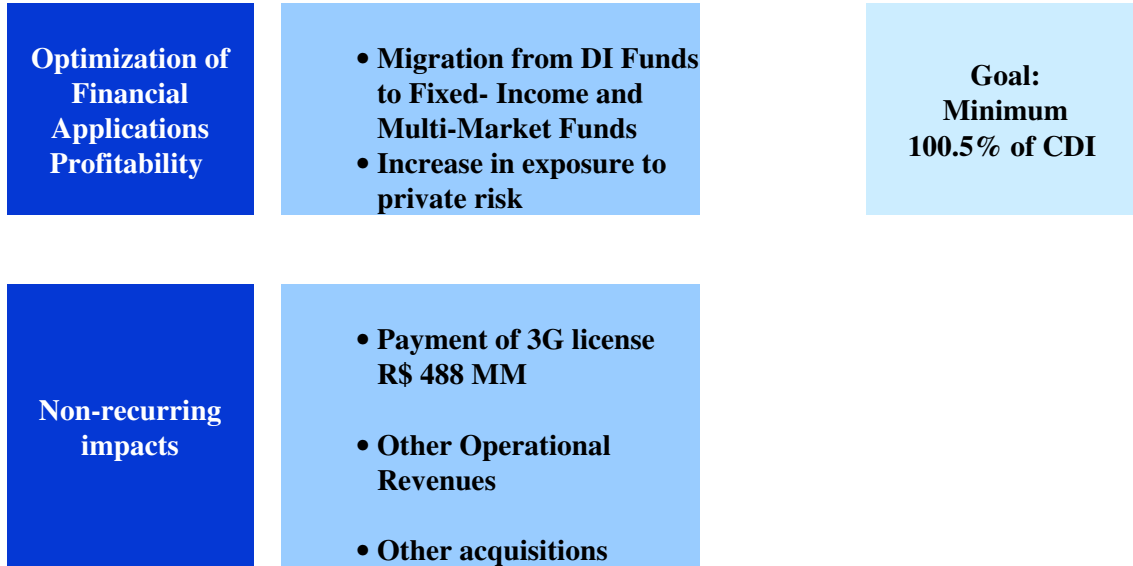 Optimization of
Financial
Applications
Profitability
• Migration from DI Funds
to Fixed- Income and
Multi-Market Funds
• Increase in exposure to
private risk
Goal:
Minimum
100.5% of CDI
Non-recurring
impacts
• Payment of 3G license
R$ 488 MM
• Other Operational
Revenues
• Other acquisitions